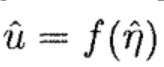 û = f(η̂)